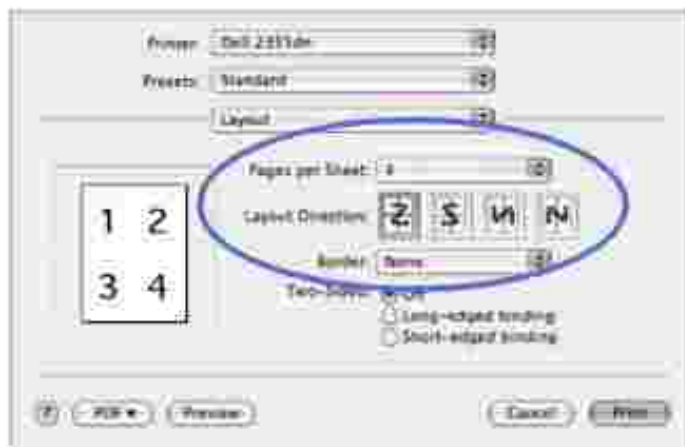 Printer: Dell 2335dn
Presets: Standard
Layout
Pages per Sheet: 4
Layout Direction:
Border: None
Two-Sided: Off
Long-edged binding
Short-edged binding
1 2
3 4
? PDF Preview Cancel Print